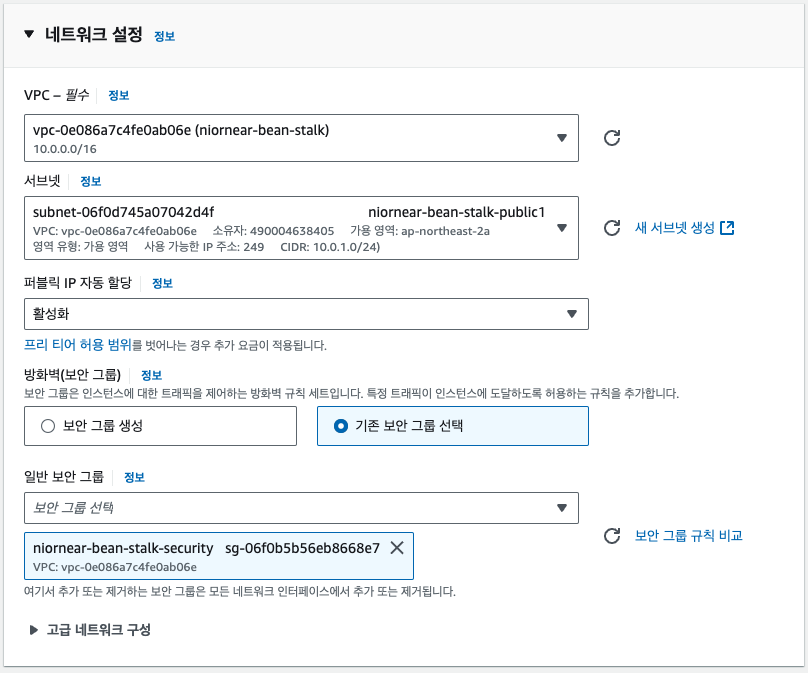 네트워크 설정 정보
VPC – 필수 정보
vpc-0e086a7c4fe0ab06e (niornear-bean-stalk)
10.0.0.0/16
서브넷 정보
subnet-06f0d745a07042d4f niornear-bean-stalk-public1
VPC: vpc-0e086a7c4fe0ab06e 소유자: 490004638405 가용 영역: ap-northeast-2a
영역 유형: 가용 영역 사용 가능한 IP 주소: 249 CIDR: 10.0.1.0/24)
새 서브넷 생성
퍼블릭 IP 자동 할당 정보
활성화
프리 티어 허용 범위를 벗어나는 경우 추가 요금이 적용됩니다.
방화벽(보안 그룹) 정보
보안 그룹은 인스턴스에 대한 트래픽을 제어하는 방화벽 규칙 세트입니다. 특정 트래픽이 인스턴스에 도달하도록 허용하는 규칙을 추가합니다.
보안 그룹 생성
기존 보안 그룹 선택
일반 보안 그룹 정보
보안 그룹 선택
niornear-bean-stalk-security sg-06f0b5b56eb8668e7
VPC: vpc-0e086a7c4fe0ab06e
보안 그룹 규칙 비교
여기서 추가 또는 제거하는 보안 그룹은 모든 네트워크 인터페이스에서 추가 또는 제거됩니다.
고급 네트워크 구성